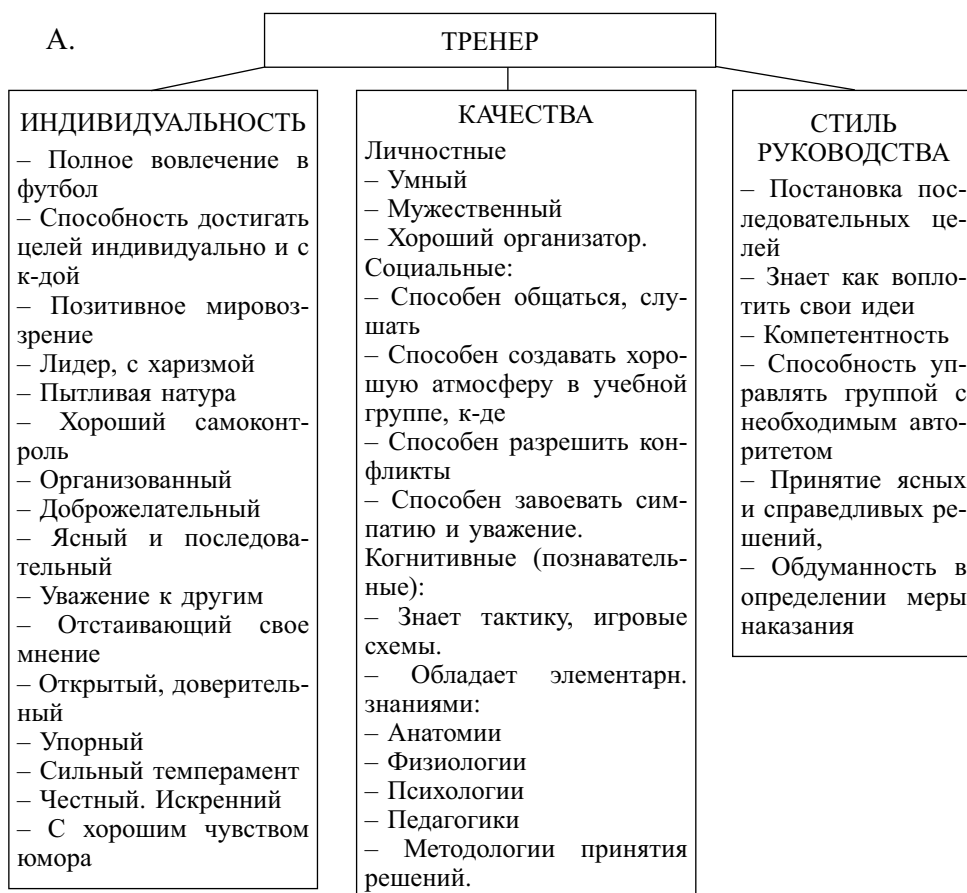 А.
ТРЕНЕР
ИНДИВИДУАЛЬНОСТЬ
– Полное вовлечение в
футбол
– Способность достигать
целей индивидуально и с
к-дой
– Позитивное мировоз-
зрение
– Лидер, с харизмой
– Пытливая натура
– Хороший самоконт-
роль
– Организованный
– Доброжелательный
– Ясный и последова-
тельный
– Уважение к другим
– Отстаивающий свое
мнение
– Открытый, доверитель-
ный
– Упорный
– Сильный темперамент
– Честный. Искренний
– С хорошим чувством
юмора
КАЧЕСТВА
Личностные
– Умный
– Мужественный
– Хороший организатор.
Социальные:
– Способен общаться, слу-
шать
– Способен создавать хоро-
шую атмосферу в учебной
группе, к-де
– Способен разрешить кон-
фликты
– Способен завоевать сим-
патию и уважение.
Когнитивные (познаватель-
ные):
– Знает тактику, игровые
схемы.
– Обладает элементарн.
знаниями:
– Анатомии
– Физиологии
– Психологии
– Педагогики
– Методологии принятия
решений.
СТИЛЬ
РУКОВОДСТВА
– Постановка пос-
ледовательных це-
лей
– Знает как вопло-
тить свои идеи
– Компетентность
– Способность уп-
равлять группой с
необходимым авто-
ритетом
– Принятие ясных
и справедливых ре-
шений,
– Обдуманность в
определении меры
наказания